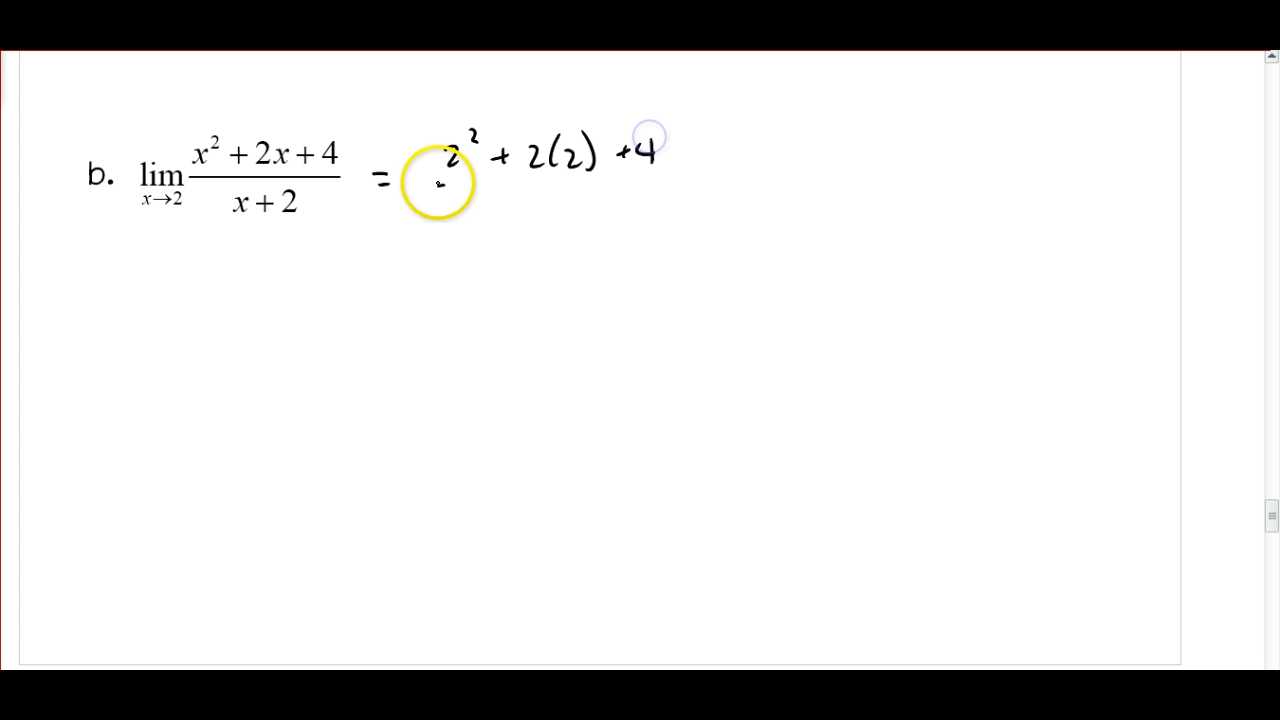 b. lim x→2 (x² + 2x + 4)/(x + 2) = 2² + 2(2) + 4